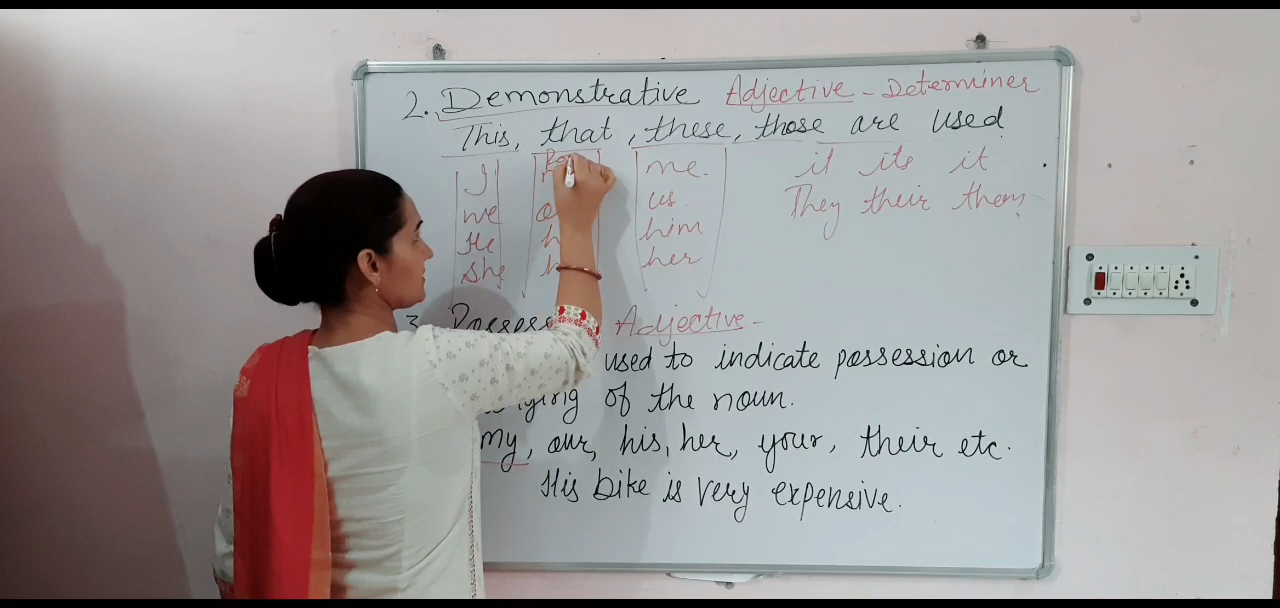 2. Demonstrative Adjective - Determiner
This, that, these, those are used
I me. it its it
we us. They their them
He him
She her
3. Adjective -
used to indicate possession or
of the noun.
my, our, his, her, your, their etc.
His bike is very expensive.